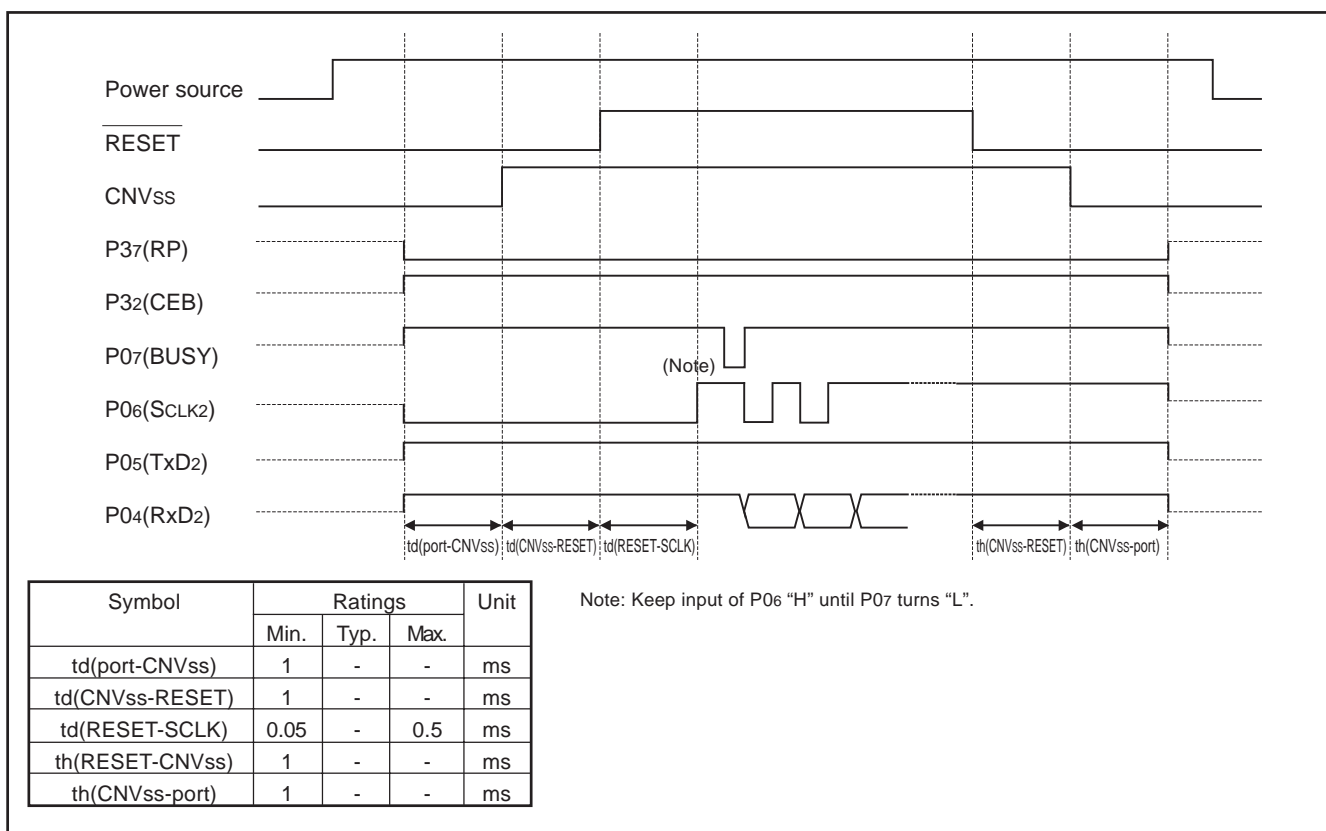 Power source
RESET
CNVss
P37(RP)
P32(CEB)
P07(BUSY)
(Note)
P06(SCLK2)
P05(TxD2)
P04(RxD2)
td(port-CNVss) td(CNVss-RESET) td(RESET-SCLK) th(CNVss-RESET) th(CNVss-port)
Symbol Ratings Unit
Min. Typ. Max.
td(port-CNVss) 1 - - ms
td(CNVss-RESET) 1 - - ms
td(RESET-SCLK) 0.05 - 0.5 ms
th(RESET-CNVss) 1 - - ms
th(CNVss-port) 1 - - ms
Note: Keep input of P06 “H” until P07 turns “L”.